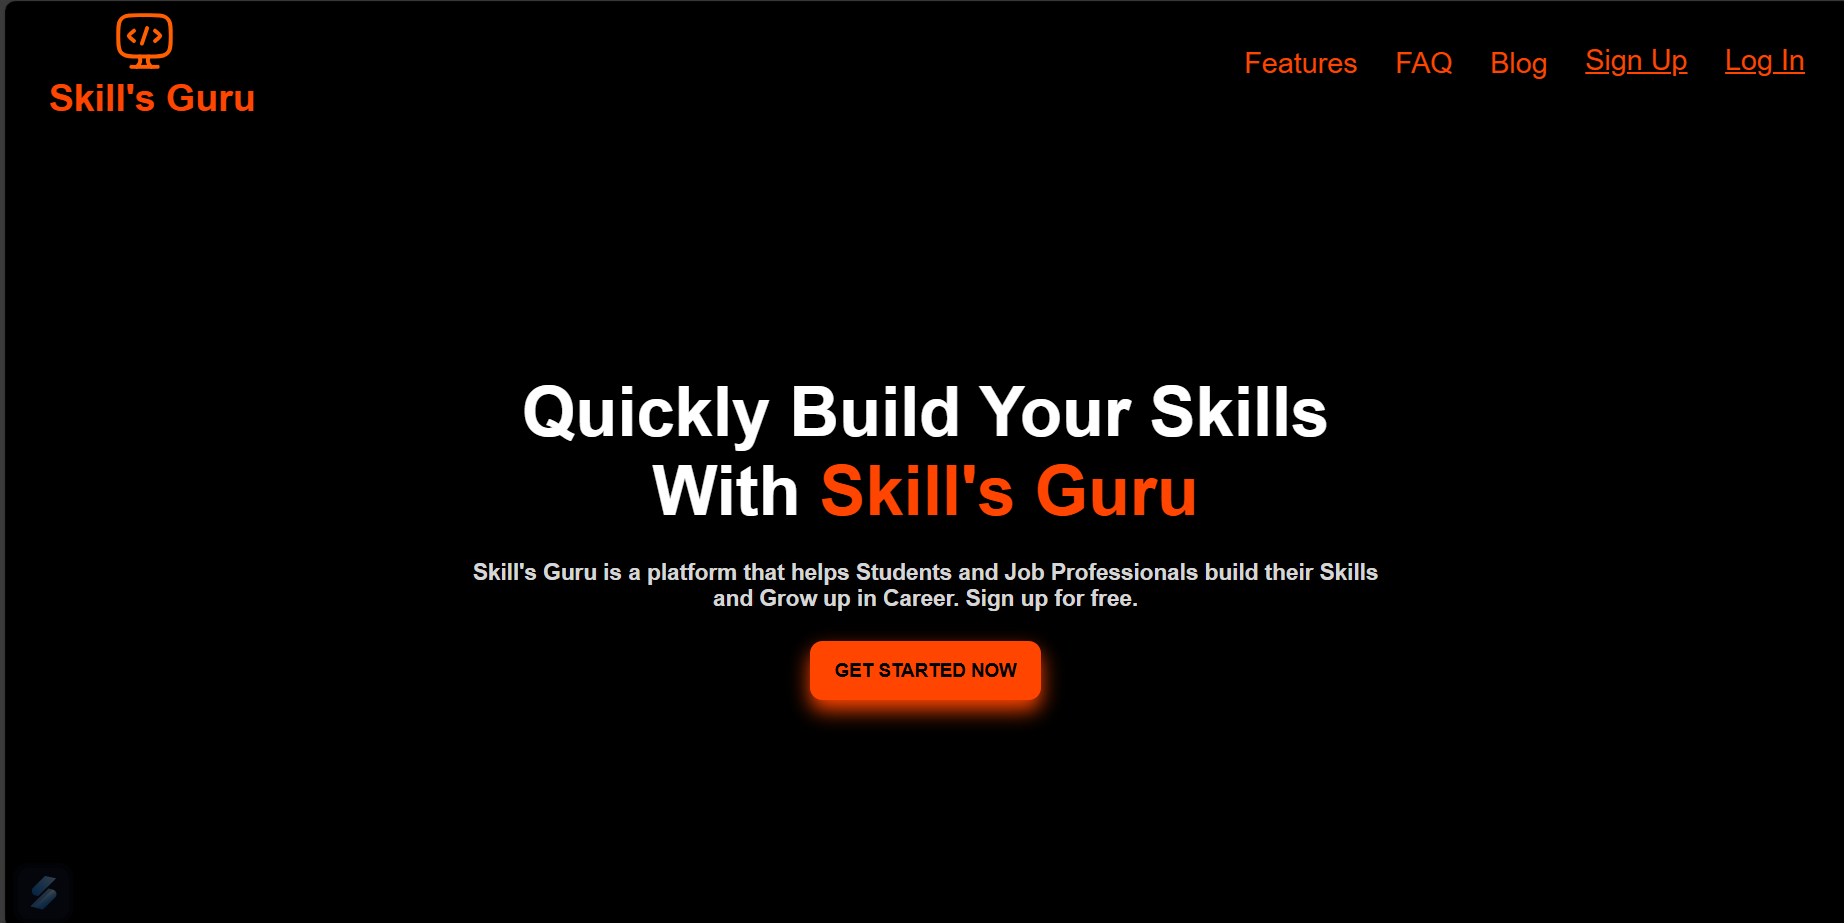 </>
Skill's Guru
Features FAQ Blog Sign Up Log In
Quickly Build Your Skills
With Skill's Guru
Skill's Guru is a platform that helps Students and Job Professionals build their Skills
and Grow up in Career. Sign up for free.
GET STARTED NOW